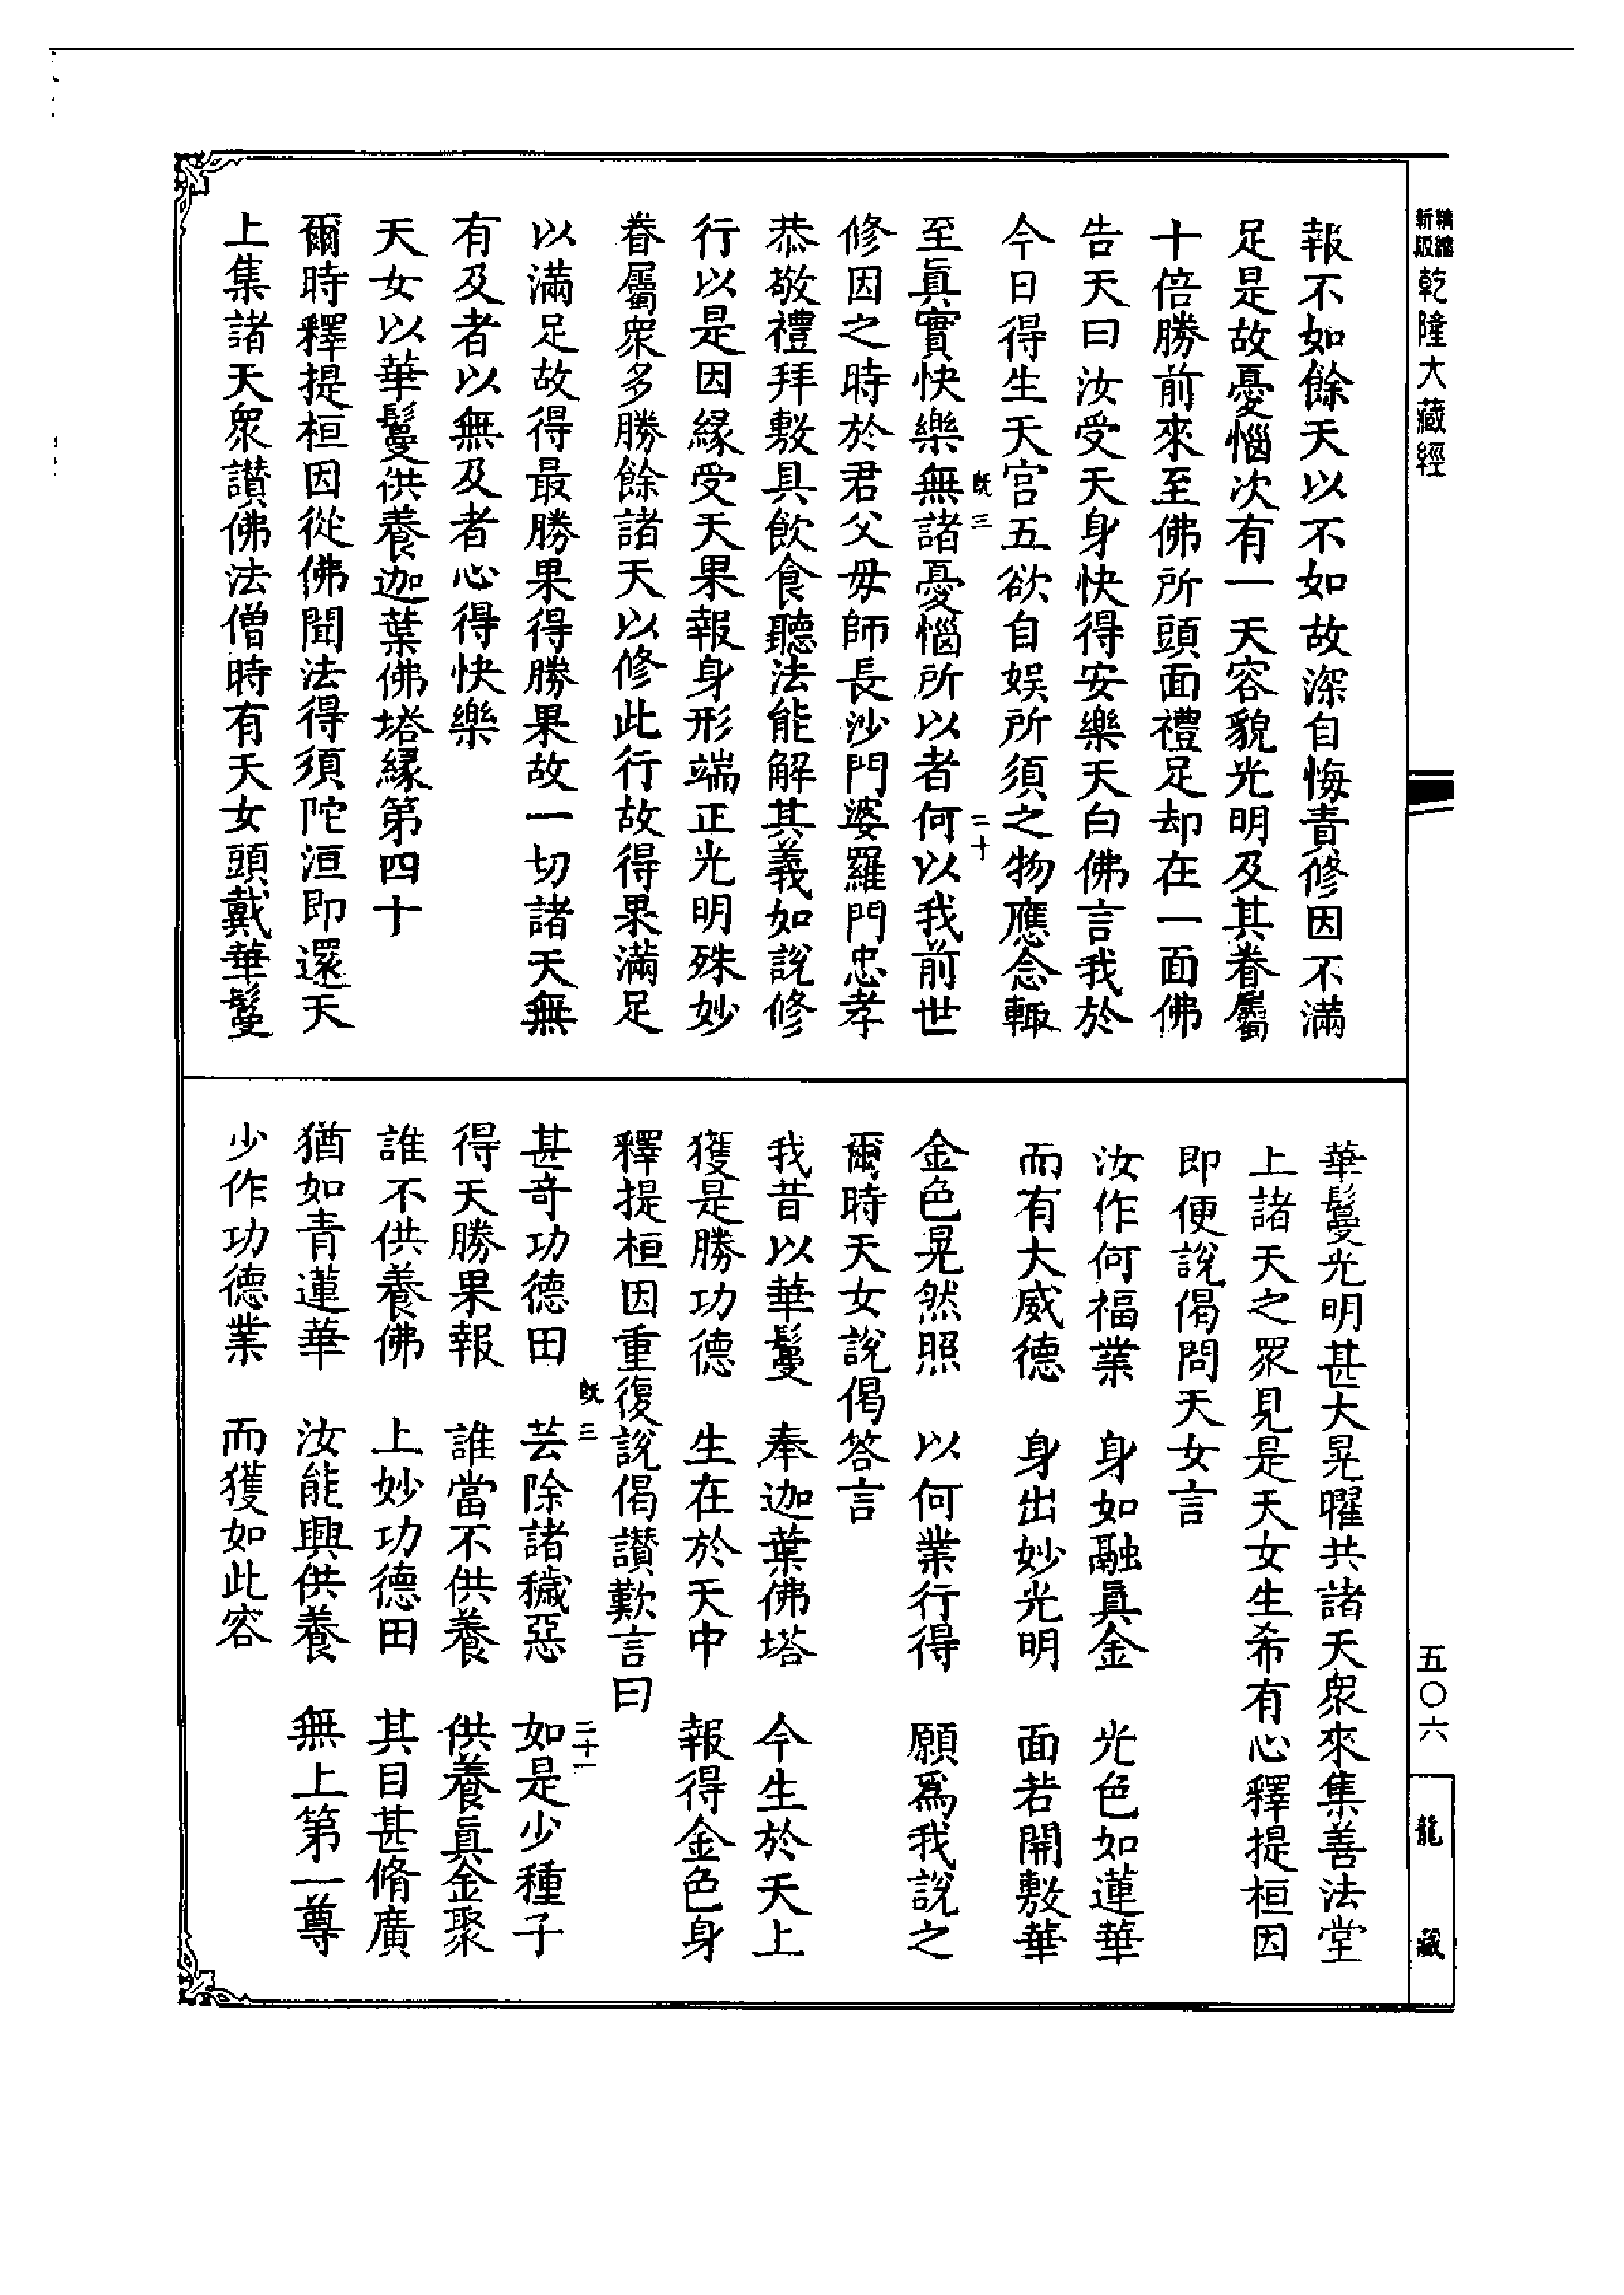 精縮
新版
乾隆大藏經
報不如餘天以不如故深自悔責修因不滿
足是故憂惱次有一天容貌光明及其眷屬
十倍勝前來至佛所頭面禮足却在一面佛
告天曰汝受天身快得安樂天白佛言我於
今日得生天宮五欲自娛所須之物應念輒
既三 二十
至眞實快樂無諸憂惱所以者何以我前世
修因之時於君父毋師長沙門婆羅門忠孝
恭敬禮拜敷具飲食聽法能解其義如說修
行以是因緣受天果報身形端正光明殊妙
眷屬衆多勝餘諸天以修此行故得果滿足
以滿足故得最勝果得勝果故一切諸天無
有及者以無及者心得快樂
天女以華鬘供養迦葉佛塔緣第四十
爾時釋提桓因從佛聞法得須陀洹即還天
上集諸天衆讚佛法僧時有天女頭戴華鬘
華鬘光明甚大晃曜共諸天衆來集善法堂
上諸天之眾見是天女生希有心釋提桓因
即便說偈問天女言
汝作何福業　身如融眞金　光色如蓮華
而有大威德　身出妙光明　面若開敷華
金色晃然照　以何業行得　願爲我說之
爾時天女說偈答言
我昔以華鬘　奉迦葉佛塔　今生於天上
獲是勝功德　生在於天中　報得金色身
釋提桓因重復說偈讚歎言曰
既三 二十一
甚奇功德田　芸除諸穢惡　如是少種子
得天勝果報　誰當不供養　供養眞金聚
誰不供養佛　上妙功德田　其目甚脩廣
猶如青蓮華　汝能興供養　無上第一尊
少作功德業　而獲如此容
五〇六
龍藏